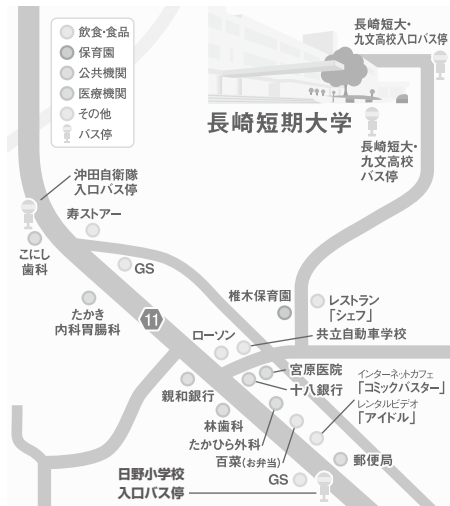 飲食・食品
保育園
公共機関
医療機関
その他
バス停
長崎短大・
九文高校入口バス停
長崎短期大学
長崎短大・
九文高校
バス停
沖田自衛隊
入口バス停
寿ストアー
こにし
歯科
GS
たかき
内科胃腸科
11
椎木保育園
レストラン
「シェフ」
ローソン
共立自動車学校
宮原医院
親和銀行
十八銀行
インターネットカフェ
「コミックバスター」
レンタルビデオ
「アイドル」
林歯科
たかひら外科
百菜(お弁当)
郵便局
日野小学校
入口バス停
GS